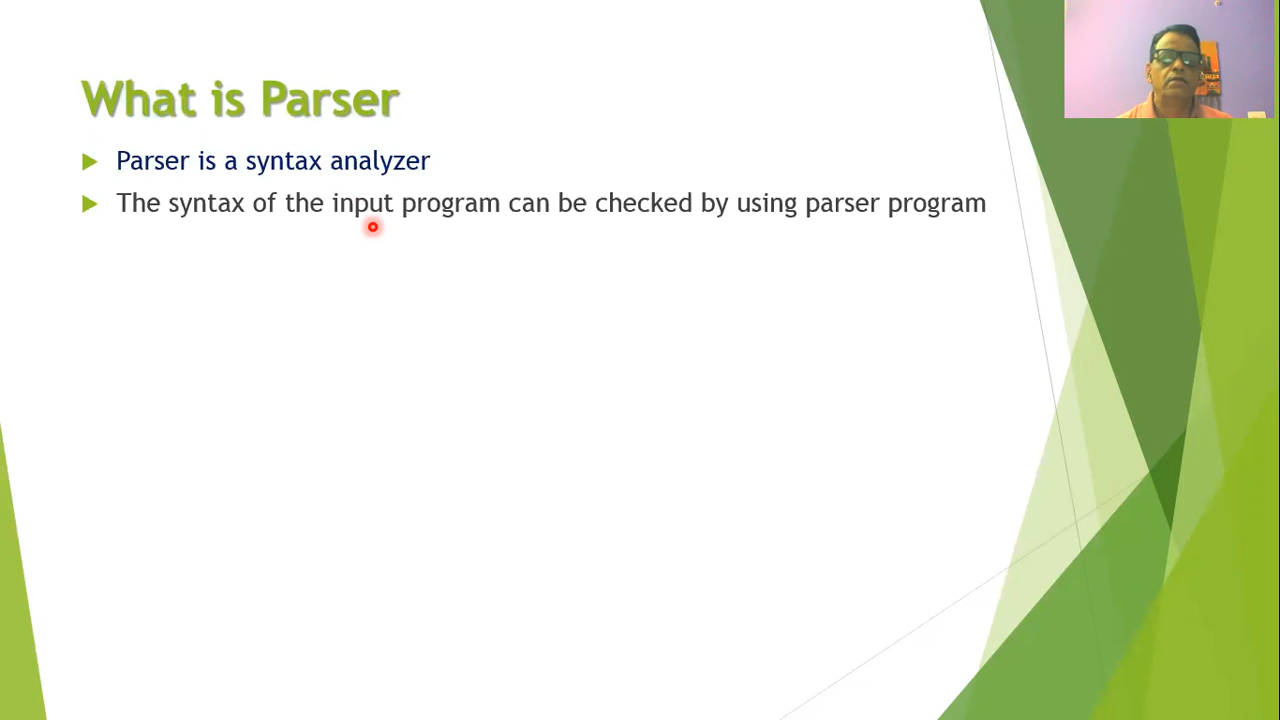 What is Parser
Parser is a syntax analyzer
The syntax of the input program can be checked by using parser program